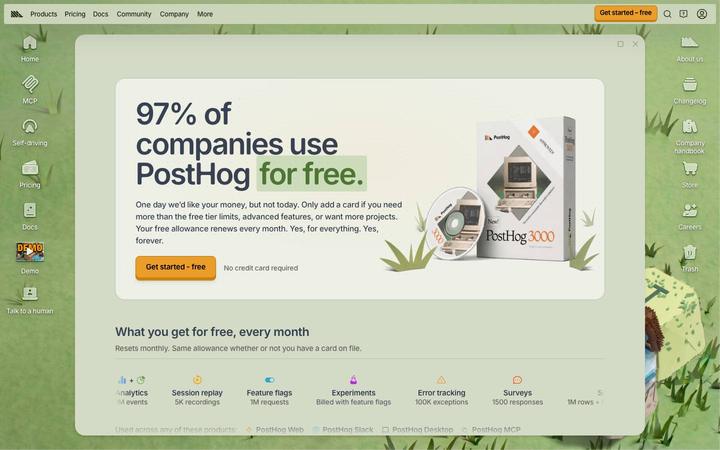 Products Pricing Docs Community Company More
Get started – free
Home
MCP
Self-driving
Pricing
Docs
DEMO
Demo
Talk to a human
97% of
companies use
PostHog for free.
One day we'd like your money, but not today. Only add a card if you need
more than the free tier limits, advanced features, or want more projects.
Your free allowance renews every month. Yes, for everything. Yes,
forever.
Get started – free
No credit card required
PostHog
New!
PostHog 3000
3000
What you get for free, every month
Resets monthly. Same allowance whether or not you have a card on file.
Analytics
M events
Session replay
5K recordings
Feature flags
1M requests
Experiments
Billed with feature flags
Error tracking
100K exceptions
Surveys
1500 responses
1M rows +
Used across any of these products:
PostHog Web
PostHog Slack
PostHog Desktop
PostHog MCP
About us
Changelog
Company
handbook
Store
Careers
Trash